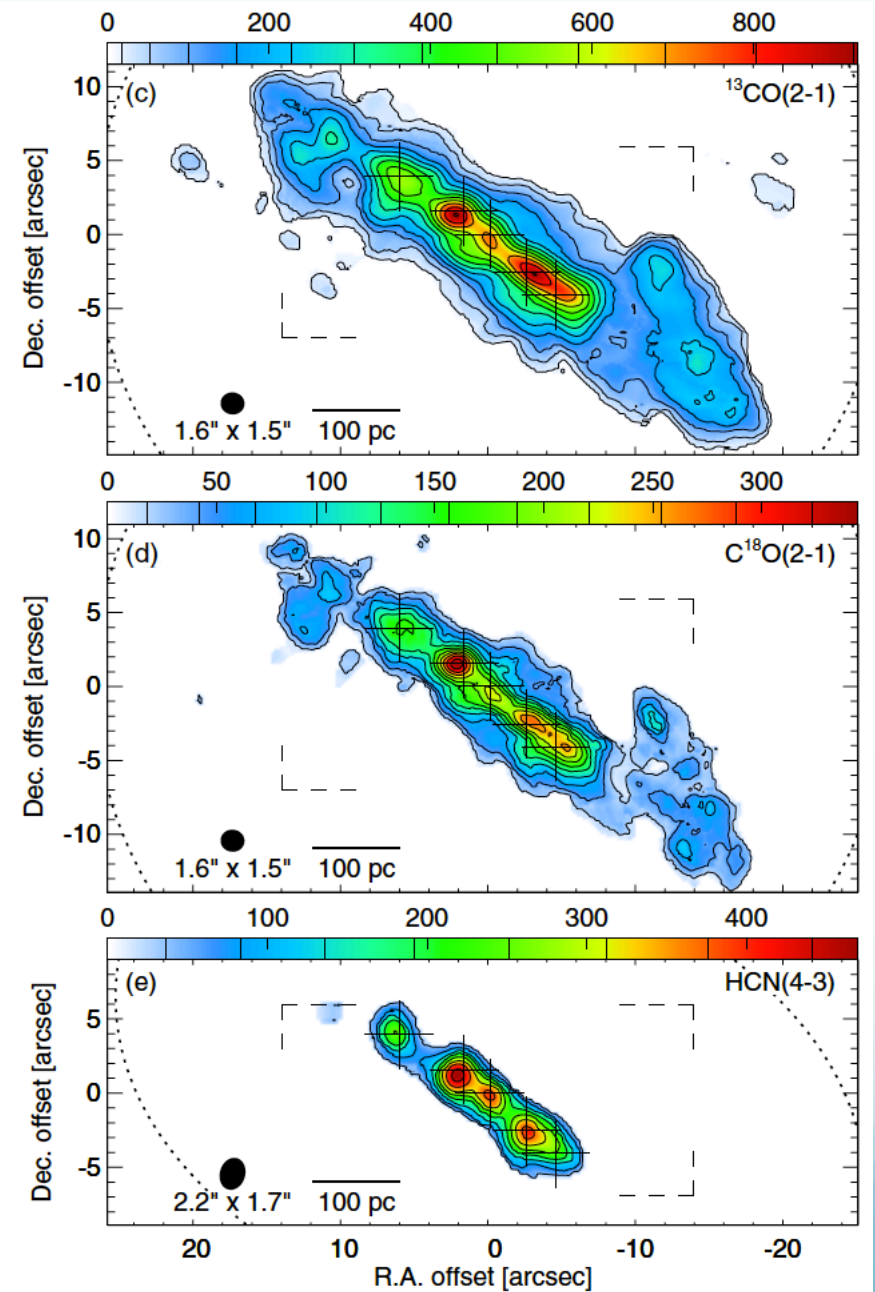 0 200 400 600 800
(c) ¹³CO(2-1)
10
5
0
-5
-10
Dec. offset [arcsec]
1.6" x 1.5" 100 pc
0 50 100 150 200 250 300
(d) C¹⁸O(2-1)
10
5
0
-5
-10
Dec. offset [arcsec]
1.6" x 1.5" 100 pc
0 100 200 300 400
(e) HCN(4-3)
5
0
-5
Dec. offset [arcsec]
2.2" x 1.7" 100 pc
20 10 0 -10 -20
R.A. offset [arcsec]